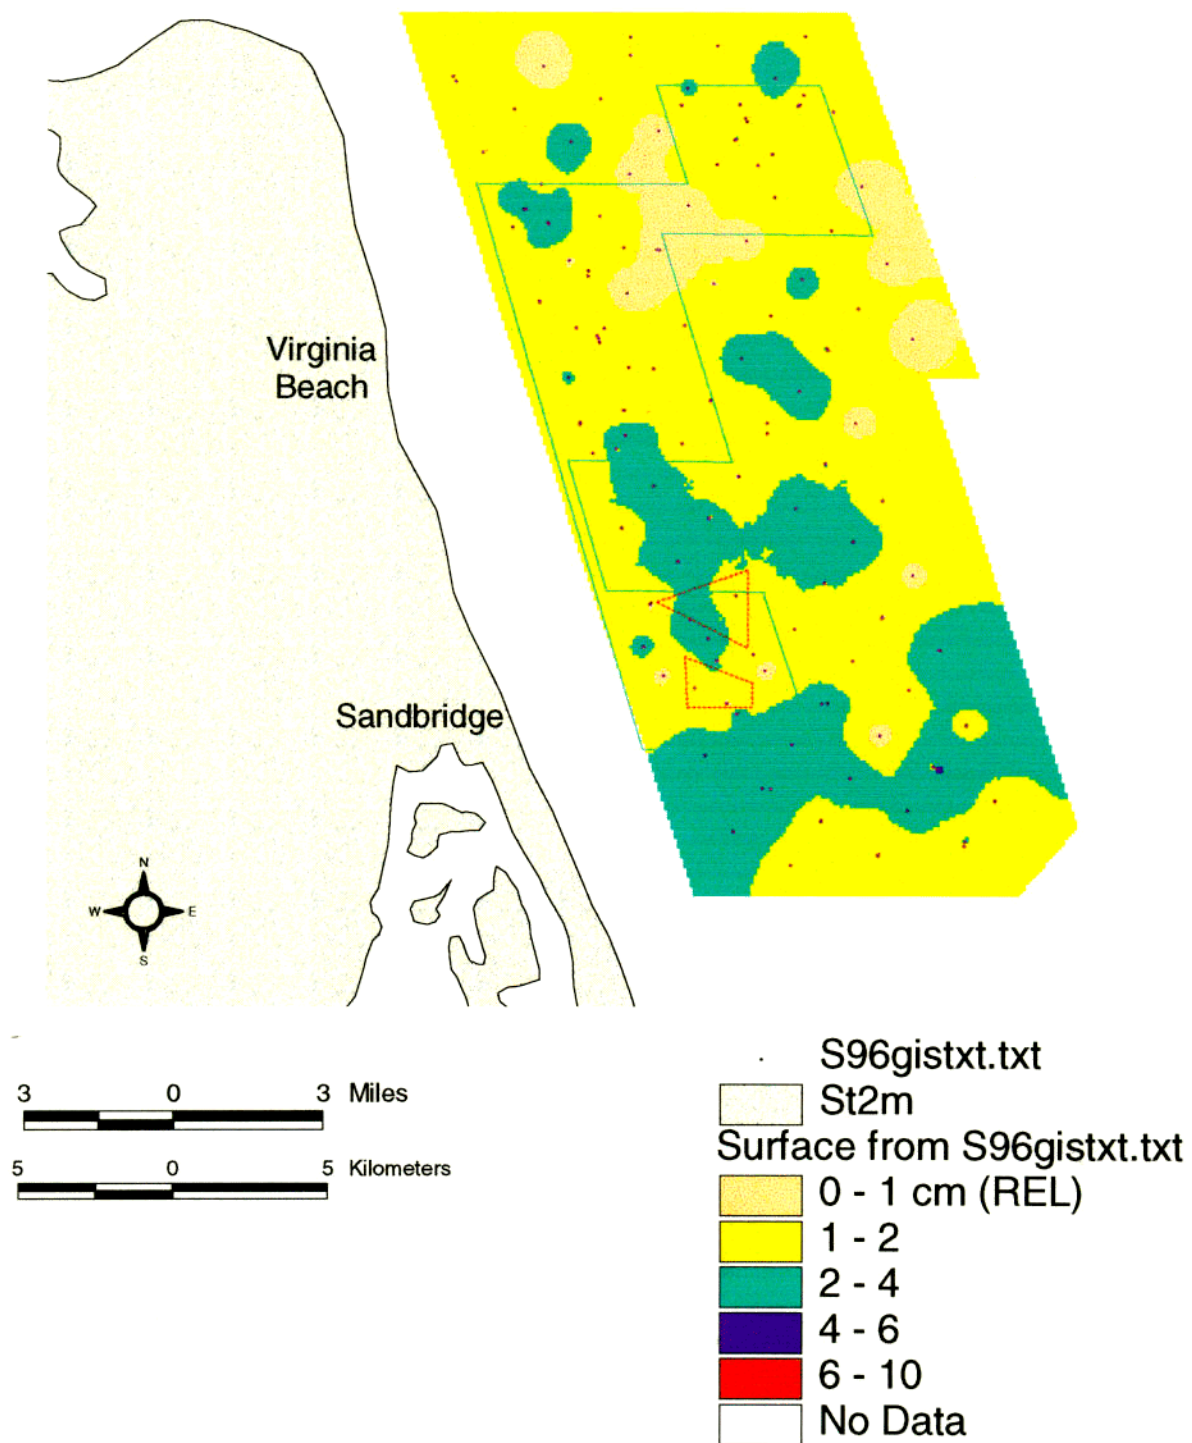 Virginia
Beach
Sandbridge
N
W
E
S
3 0 3 Miles
5 0 5 Kilometers
S96gistxt.txt
St2m
Surface from S96gistxt.txt
0 - 1 cm (REL)
1 - 2
2 - 4
4 - 6
6 - 10
No Data